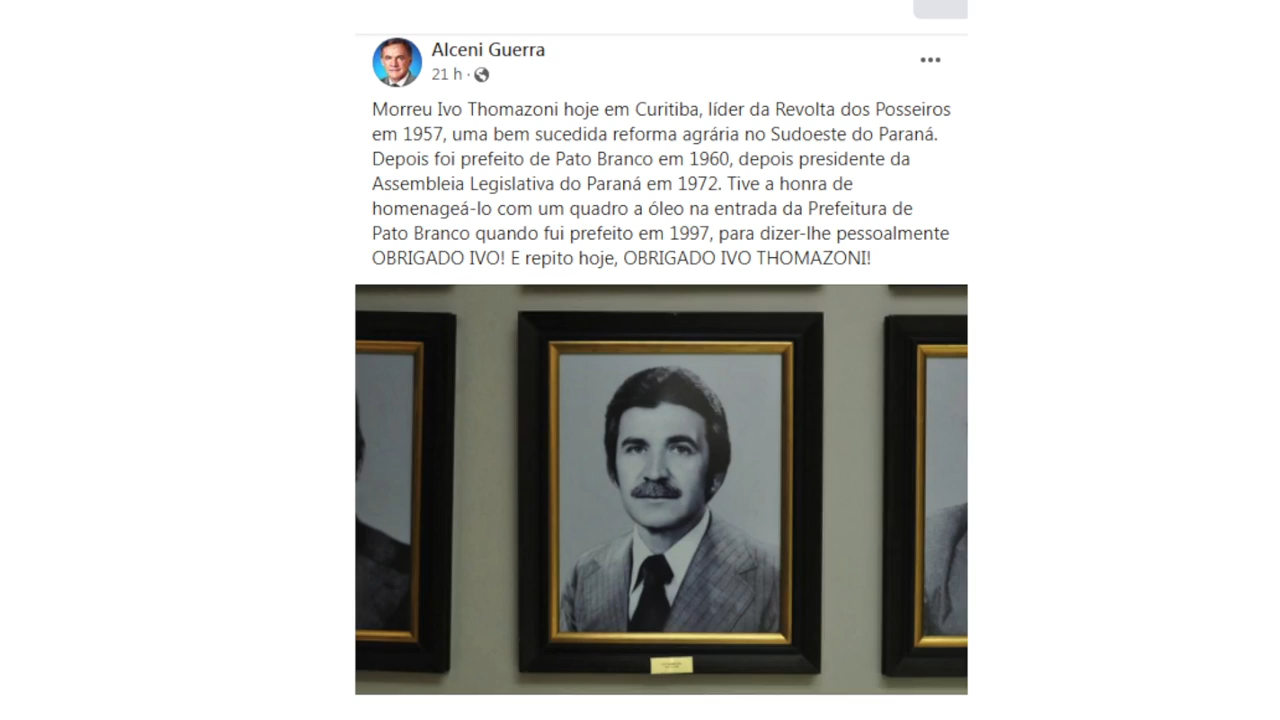 Alceni Guerra
21 h ·
Morreu Ivo Thomazoni hoje em Curitiba, líder da Revolta dos Posseiros
em 1957, uma bem sucedida reforma agrária no Sudoeste do Paraná.
Depois foi prefeito de Pato Branco em 1960, depois presidente da
Assembleia Legislativa do Paraná em 1972. Tive a honra de
homenageá-lo com um quadro a óleo na entrada da Prefeitura de
Pato Branco quando fui prefeito em 1997, para dizer-lhe pessoalmente
OBRIGADO IVO! E repito hoje, OBRIGADO IVO THOMAZONI!